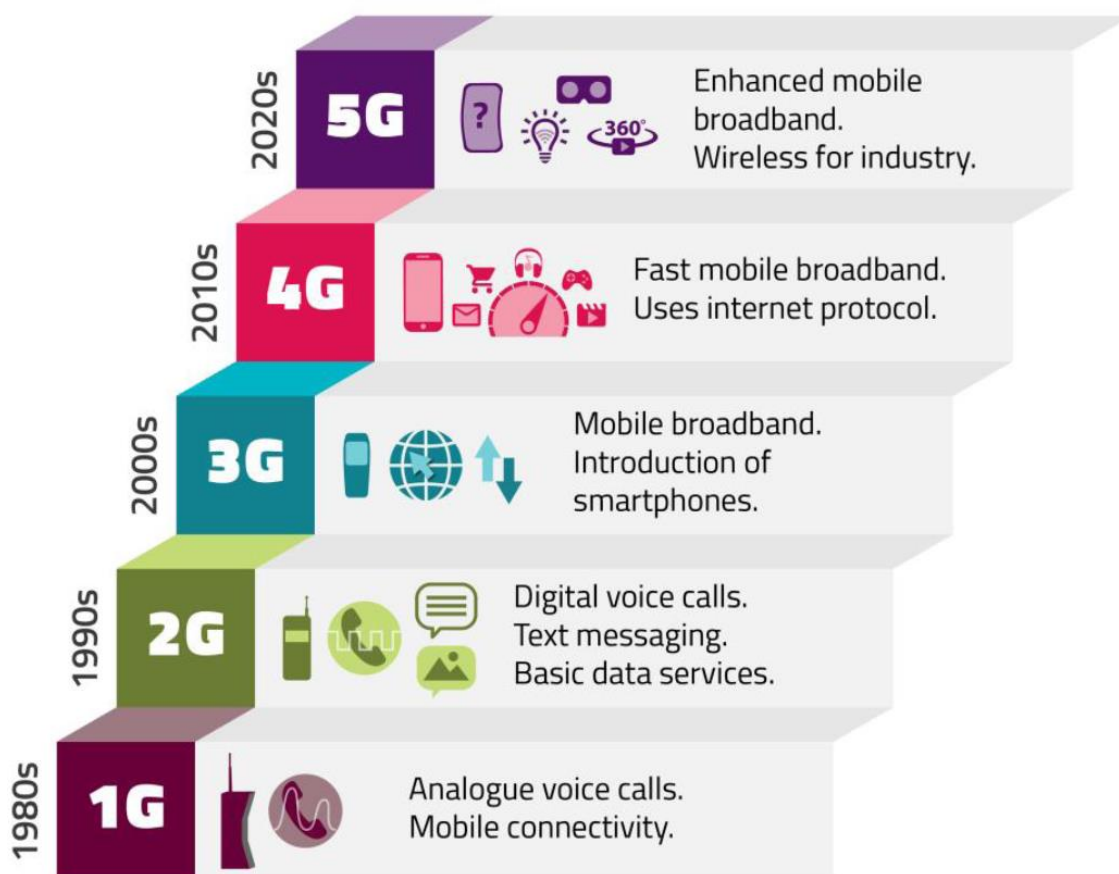 2020s
5G
?
360°
Enhanced mobile
broadband.
Wireless for industry.
2010s
4G
Fast mobile broadband.
Uses internet protocol.
2000s
3G
Mobile broadband.
Introduction of
smartphones.
1990s
2G
Digital voice calls.
Text messaging.
Basic data services.
1980s
1G
Analogue voice calls.
Mobile connectivity.